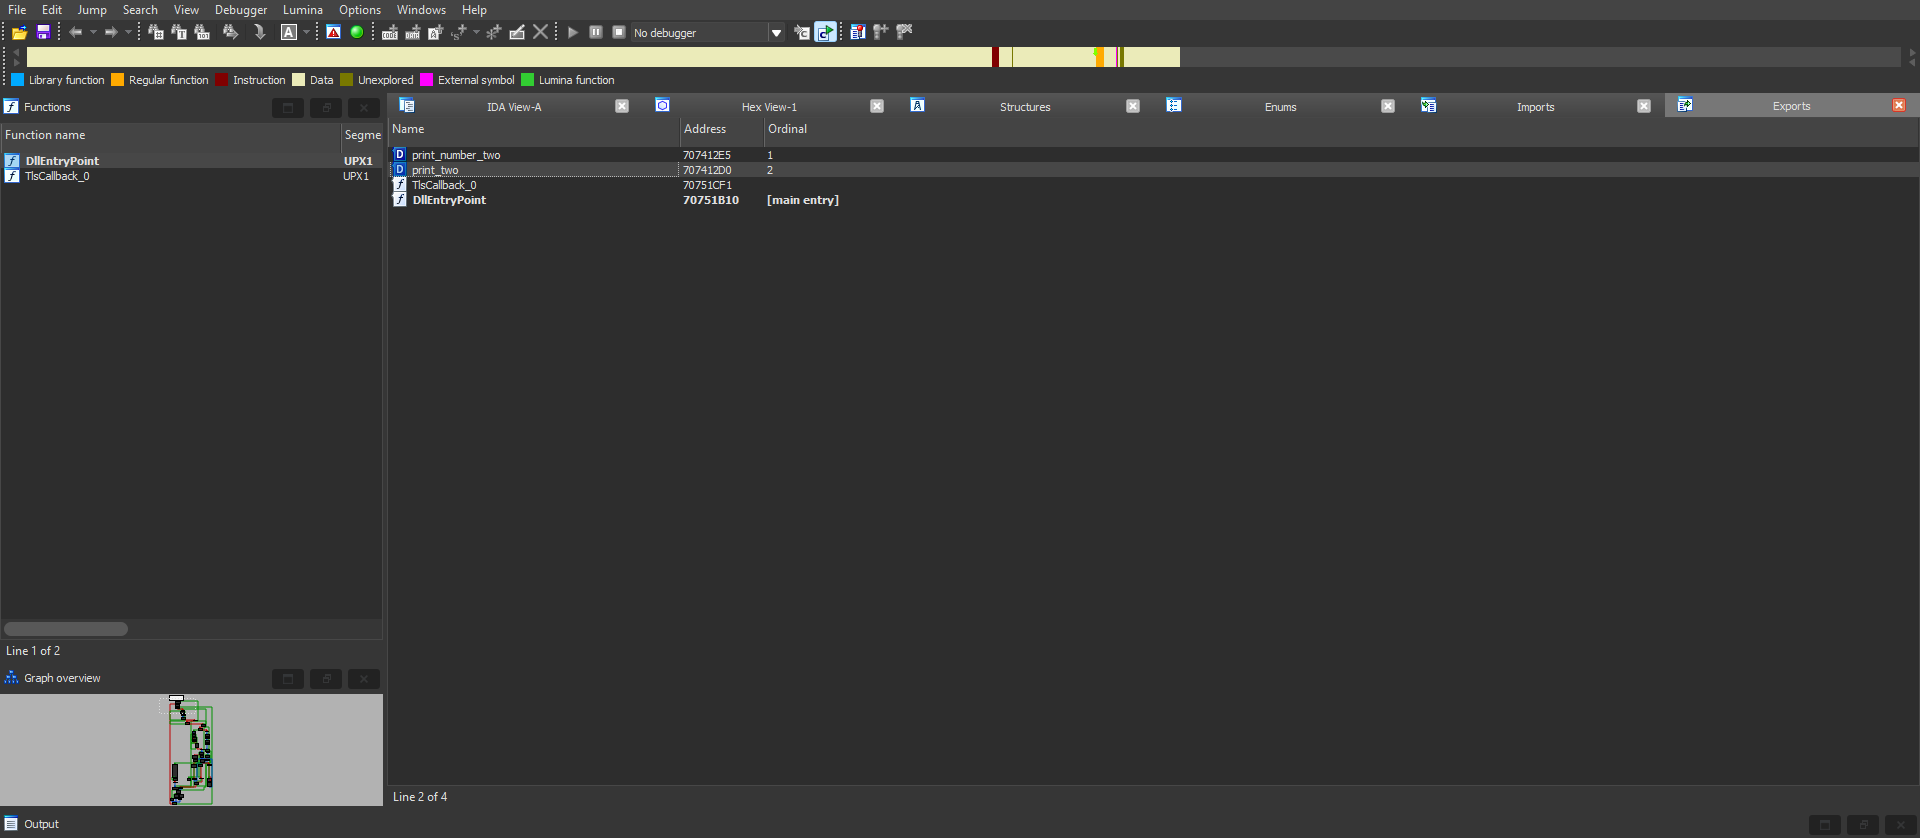 File Edit Jump Search View Debugger Lumina Options Windows Help
No debugger
Library function Regular function Instruction Data Unexplored External symbol Lumina function
Functions
Function name Segme
DllEntryPoint UPX1
TlsCallback_0 UPX1
Line 1 of 2
Graph overview
IDA View-A Hex View-1 Structures Enums Imports Exports
Name Address Ordinal
print_number_two 707412E5 1
print_two 707412D0 2
TlsCallback_0 70751CF1
DllEntryPoint 70751B10 [main entry]
Line 2 of 4
Output